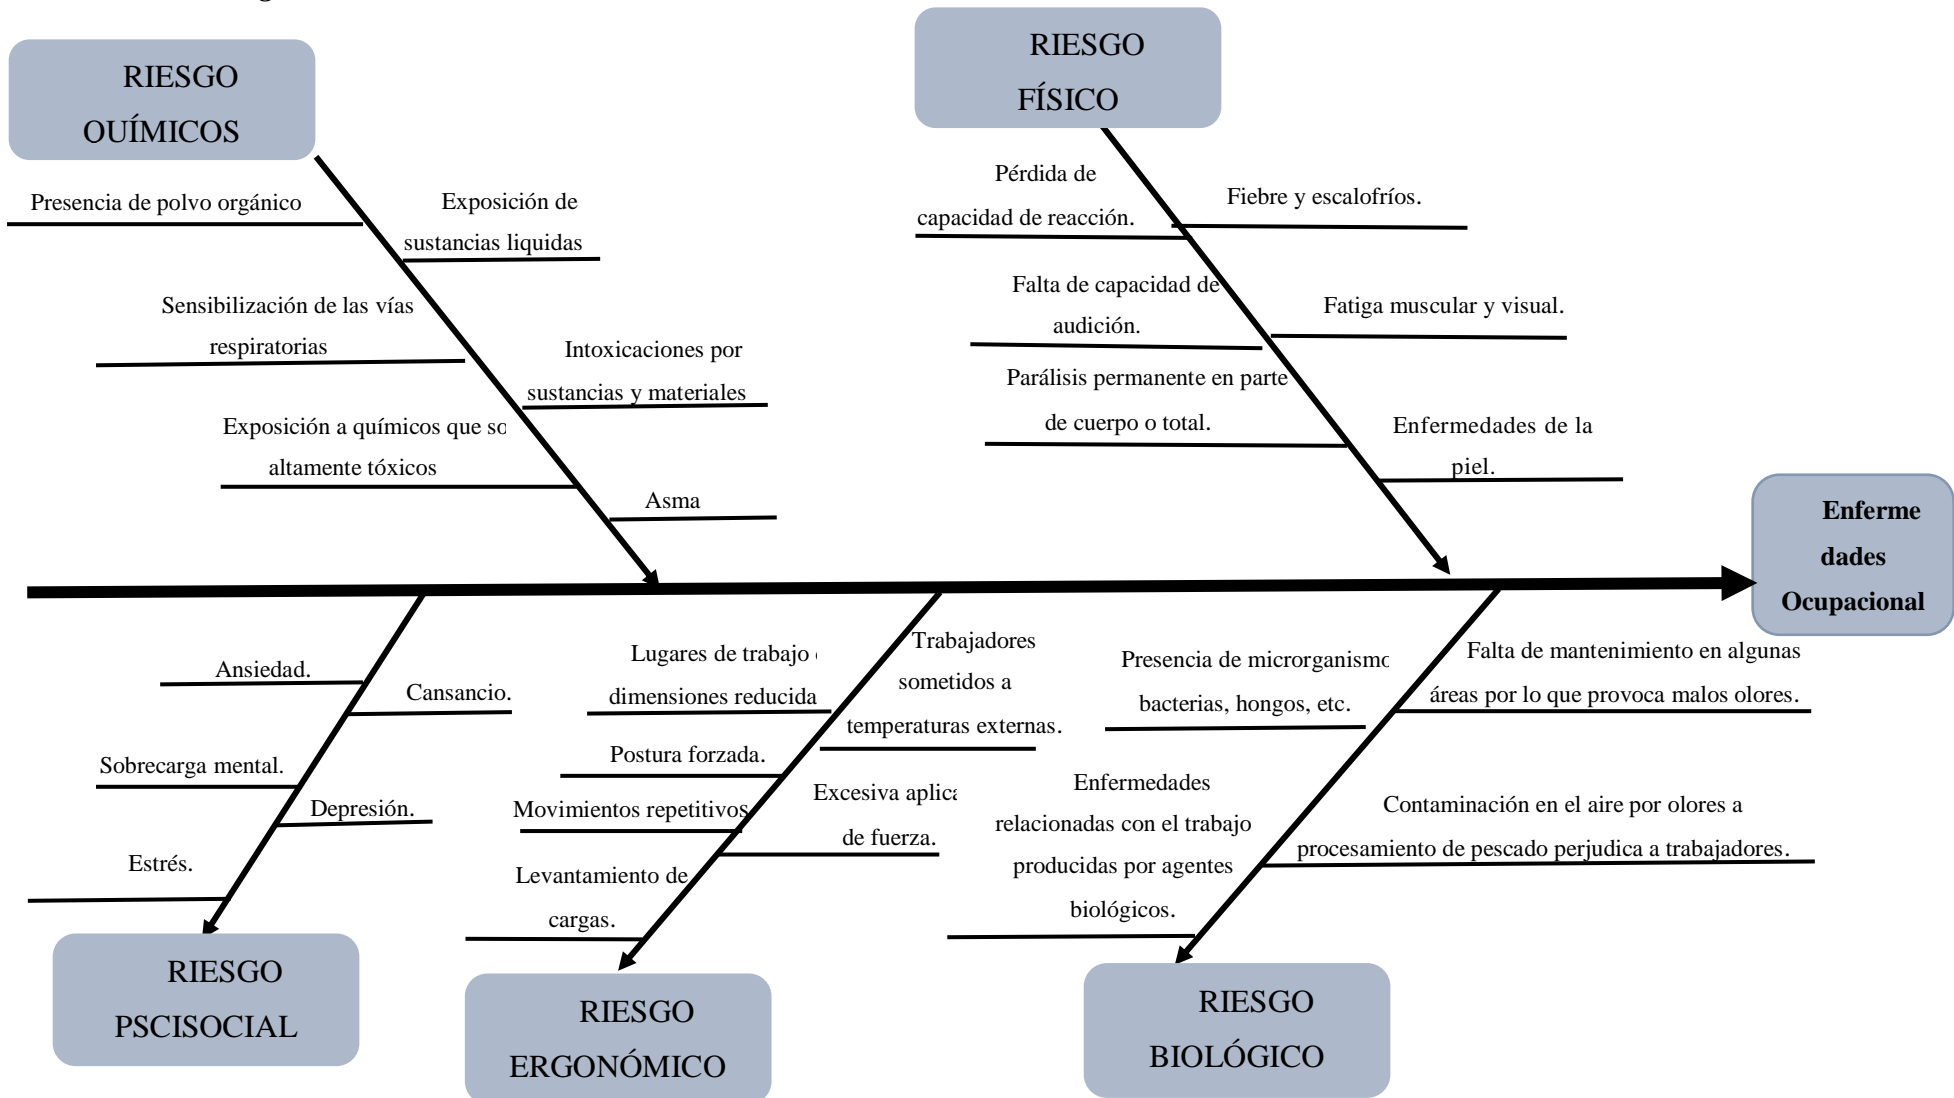 RIESGO
QUÍMICOS
RIESGO
FÍSICO
Presencia de polvo orgánico
Exposición de
sustancias liquidas
Sensibilización de las vías
respiratorias
Intoxicaciones por
sustancias y materiales
Exposición a químicos que so
altamente tóxicos
Asma
Pérdida de
capacidad de reacción.
Fiebre y escalofríos.
Falta de capacidad de
audición.
Fatiga muscular y visual.
Parálisis permanente en parte
de cuerpo o total.
Enfermedades de la
piel.
Enferme
dades
Ocupacional
Ansiedad.
Cansancio.
Sobrecarga mental.
Depresión.
Estrés.
Lugares de trabajo
dimensiones reducida
Trabajadores
sometidos a
temperaturas externas.
Postura forzada.
Movimientos repetitivos
Excesiva aplica
de fuerza.
Levantamiento de
cargas.
Presencia de microrganismo
bacterias, hongos, etc.
Falta de mantenimiento en algunas
áreas por lo que provoca malos olores.
Enfermedades
relacionadas con el trabajo
producidas por agentes
biológicos.
Contaminación en el aire por olores a
procesamiento de pescado perjudica a trabajadores.
RIESGO
PSCISOCIAL
RIESGO
ERGONÓMICO
RIESGO
BIOLÓGICO